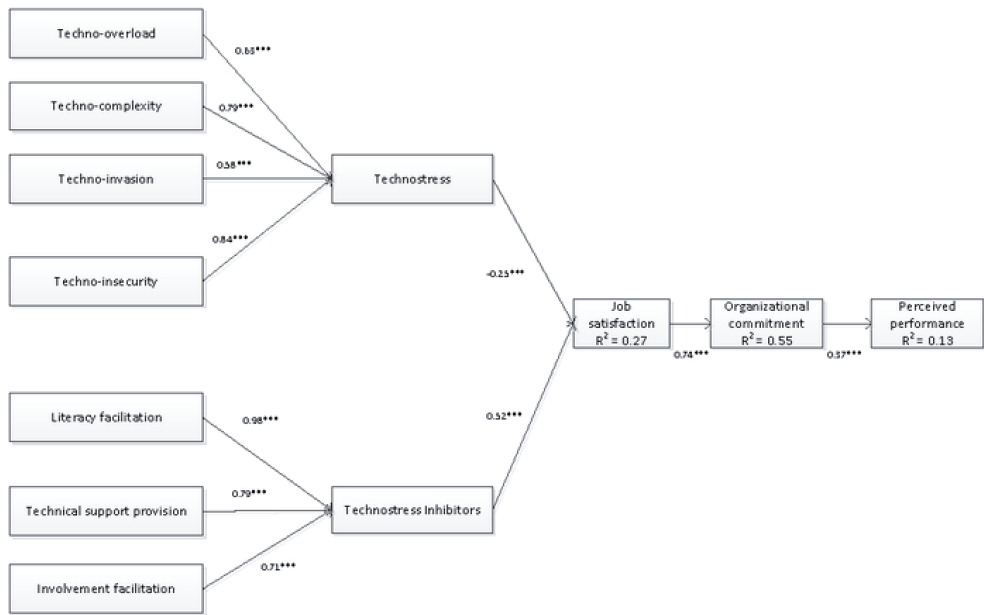 Techno-overload
0.63***
Techno-complexity
0.79***
Techno-invasion
0.58***
Technostress
0.84***
Techno-insecurity
-0.23***
Job
satisfaction
R² = 0.27
Organizational
commitment
R² = 0.55
Perceived
performance
R² = 0.13
0.74***
0.37***
Literacy facilitation
0.98***
0.52***
0.79***
Technical support provision
Technostress Inhibitors
0.71***
Involvement facilitation